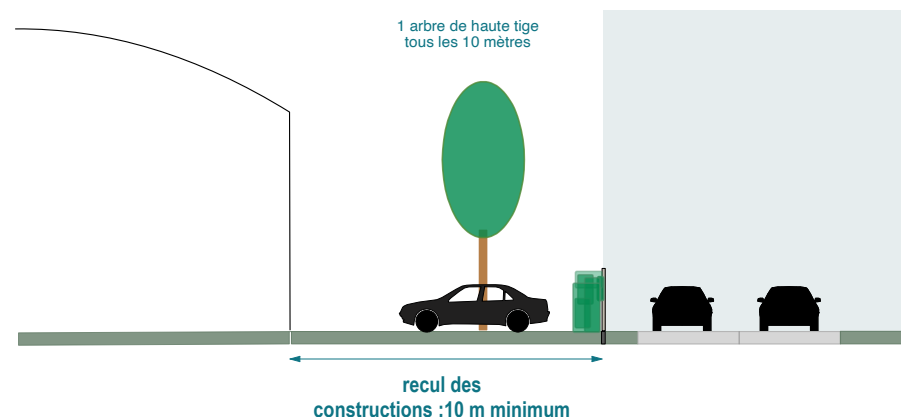 1 arbre de haute tige
tous les 10 mètres
recul des
constructions :10 m minimum